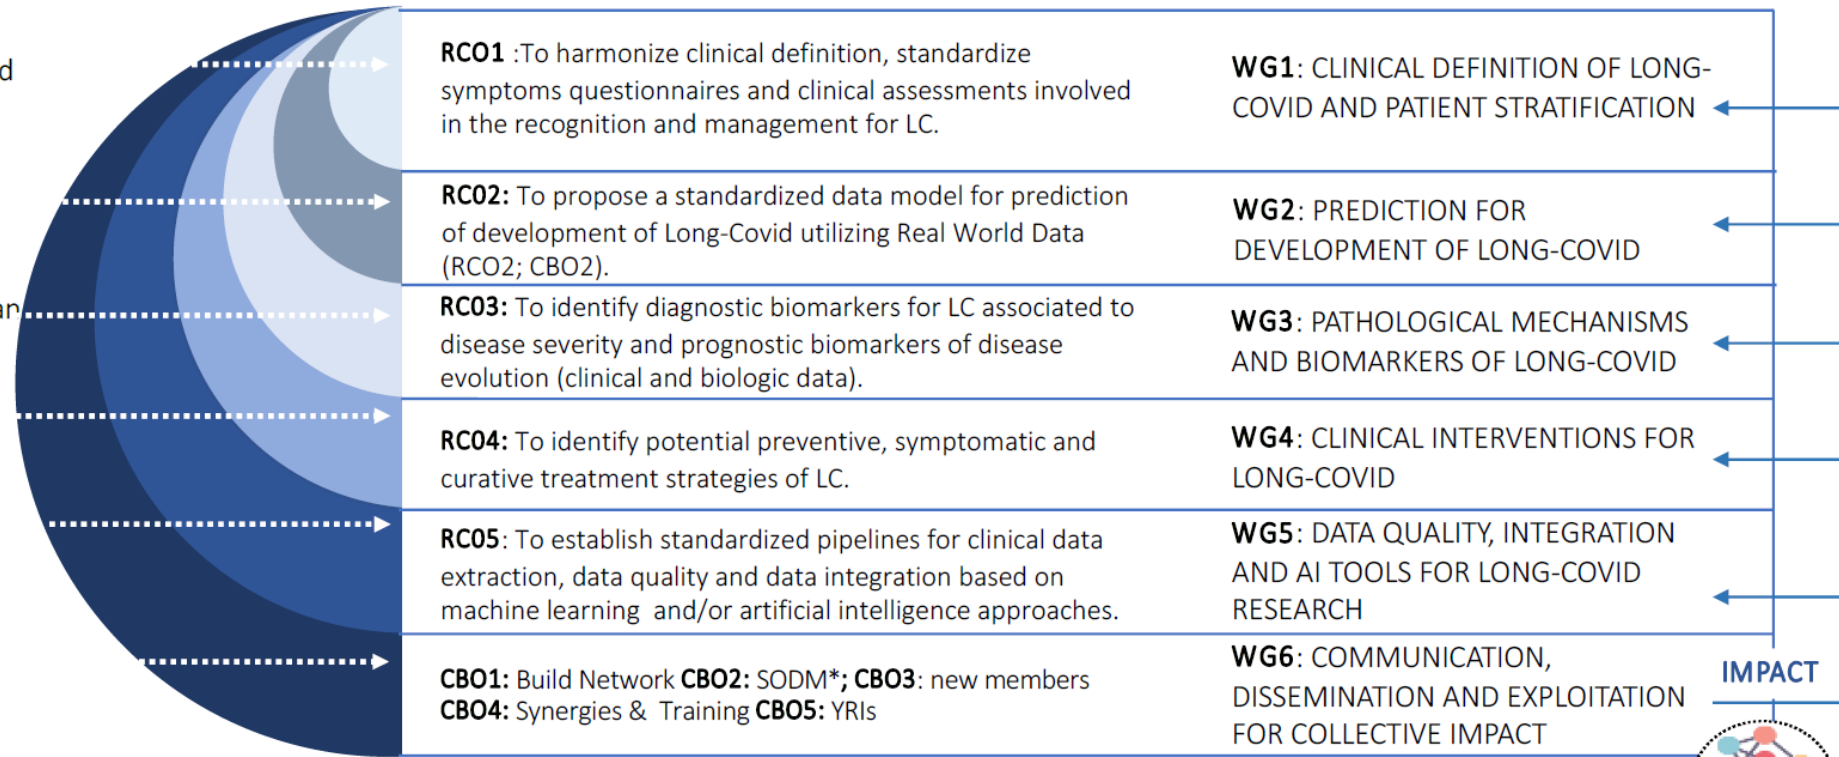 d
an
RCO1 :To harmonize clinical definition, standardize
symptoms questionnaires and clinical assessments involved
in the recognition and management for LC.
WG1: CLINICAL DEFINITION OF LONG-
COVID AND PATIENT STRATIFICATION
RC02: To propose a standardized data model for prediction
of development of Long-Covid utilizing Real World Data
(RCO2; CBO2).
WG2: PREDICTION FOR
DEVELOPMENT OF LONG-COVID
RC03: To identify diagnostic biomarkers for LC associated to
disease severity and prognostic biomarkers of disease
evolution (clinical and biologic data).
WG3: PATHOLOGICAL MECHANISMS
AND BIOMARKERS OF LONG-COVID
RC04: To identify potential preventive, symptomatic and
curative treatment strategies of LC.
WG4: CLINICAL INTERVENTIONS FOR
LONG-COVID
RC05: To establish standardized pipelines for clinical data
extraction, data quality and data integration based on
machine learning and/or artificial intelligence approaches.
WG5: DATA QUALITY, INTEGRATION
AND AI TOOLS FOR LONG-COVID
RESEARCH
CBO1: Build Network CBO2: SODM*; CBO3: new members
CBO4: Synergies & Training CBO5: YRIs
WG6: COMMUNICATION,
DISSEMINATION AND EXPLOITATION
FOR COLLECTIVE IMPACT
IMPACT